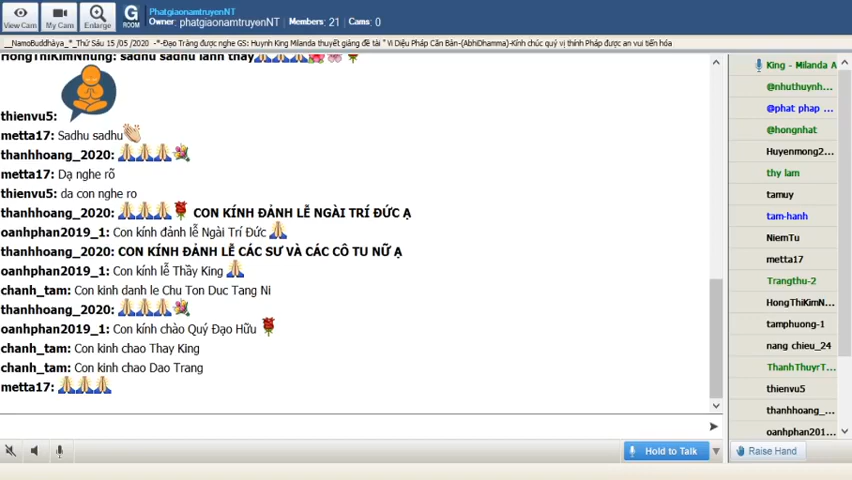 View Cam
My Cam
Enlarge
G
ROOM
PhatgiaonamtruyenNT
Owner: phatgiaonamtruyenNT | Members: 21 | Cams: 0
__NamoBuddhàya_*_Thứ Sáu 15 /05 /2020 -*-Đạo Tràng được nghe GS: Huynh King Milanda thuyết giảng đề tài " Vi Diệu Pháp Căn Bản-(AbhiDhamma)-Kính chúc quý vị thính Pháp được an vui tiến hóa
HongThiKimNhung: sadhu sadhu lanh thay
thienvu5:
metta17: Sadhu sadhu
thanhhoang_2020:
metta17: Dạ nghe rõ
thienvu5: da con nghe ro
thanhhoang_2020: CON KÍNH ĐẢNH LỄ NGÀI TRÍ ĐỨC Ạ
oanhphan2019_1: Con kính đảnh lễ Ngài Trí Đức
thanhhoang_2020: CON KÍNH ĐẢNH LỄ CÁC SƯ VÀ CÁC CÔ TU NỮ Ạ
oanhphan2019_1: Con kính lễ Thầy King
chanh_tam: Con kinh danh le Chu Ton Duc Tang Ni
thanhhoang_2020:
oanhphan2019_1: Con kính chào Quý Đạo Hữu
chanh_tam: Con kinh chao Thay King
chanh_tam: Con kinh chao Dao Trang
metta17:
King - Milanda A
@nhuthuynh...
@phat phap ...
@hongnhat
Huyenmong2...
thy lam
tamuy
tam-hanh
NiemTu
metta17
Trangthu-2
HongThiKimN...
tamphuong-1
nang chieu_24
ThanhThuyrT...
thienvu5
thanhhoang_...
oanhphan201...
Hold to Talk
Raise Hand